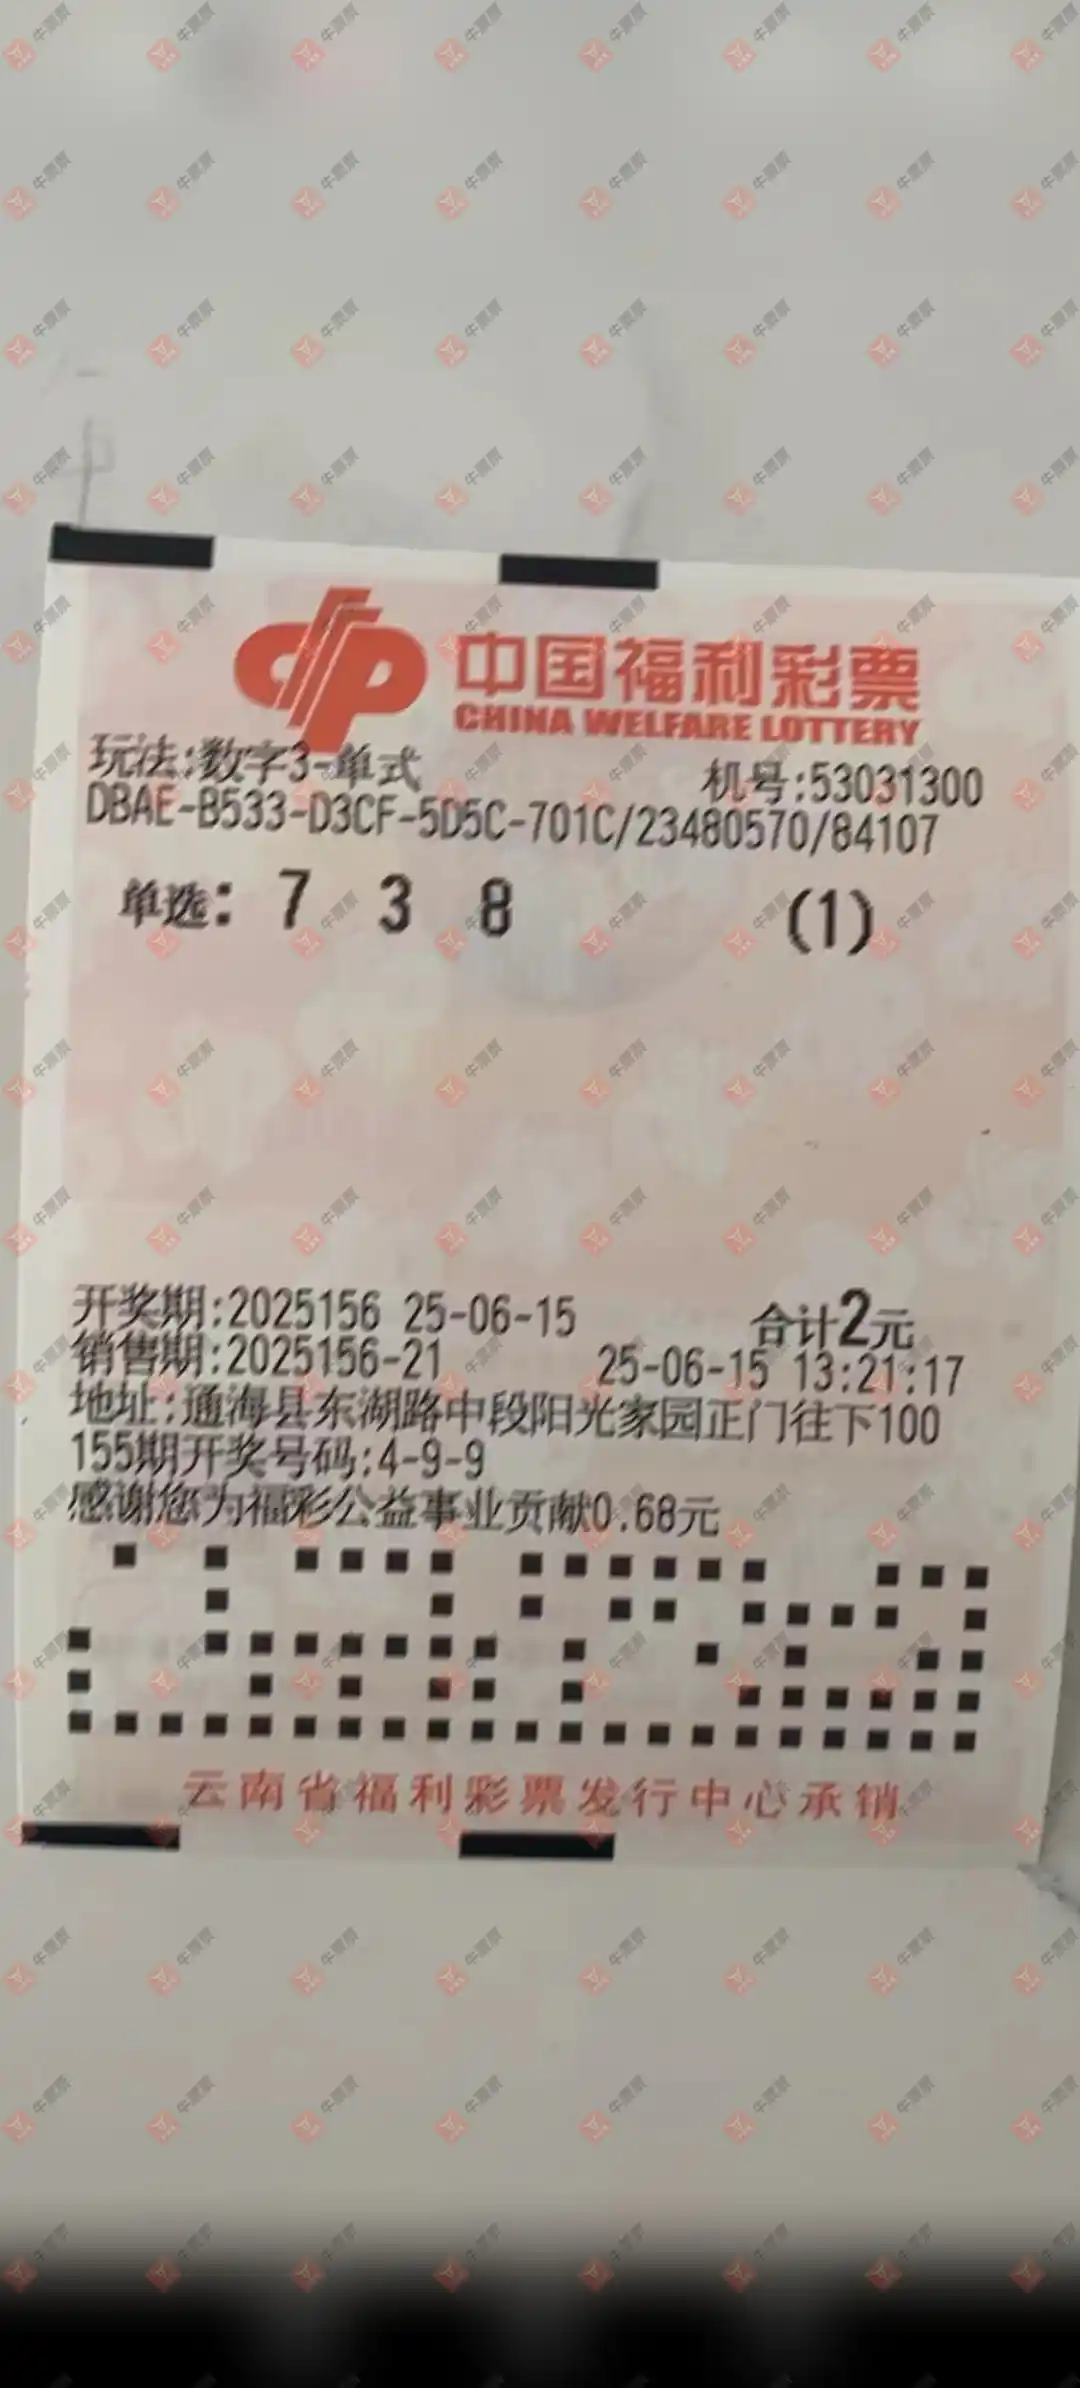 中国福利彩票
CHINA WELFARE LOTTERY
玩法:数字3-单式 机号:53031300
DBAE-B533-D3CF-5D5C-701C/23480570/84107
单选: 7 3 8 (1)
开奖期:2025156 25-06-15 合计2元
销售期:2025156-21 25-06-15 13:21:17
地址:通海县东湖路中段阳光家园正门往下100
155期开奖号码:4-9-9
感谢您为福彩公益事业贡献0.68元
云南省福利彩票发行中心承销
牛票票